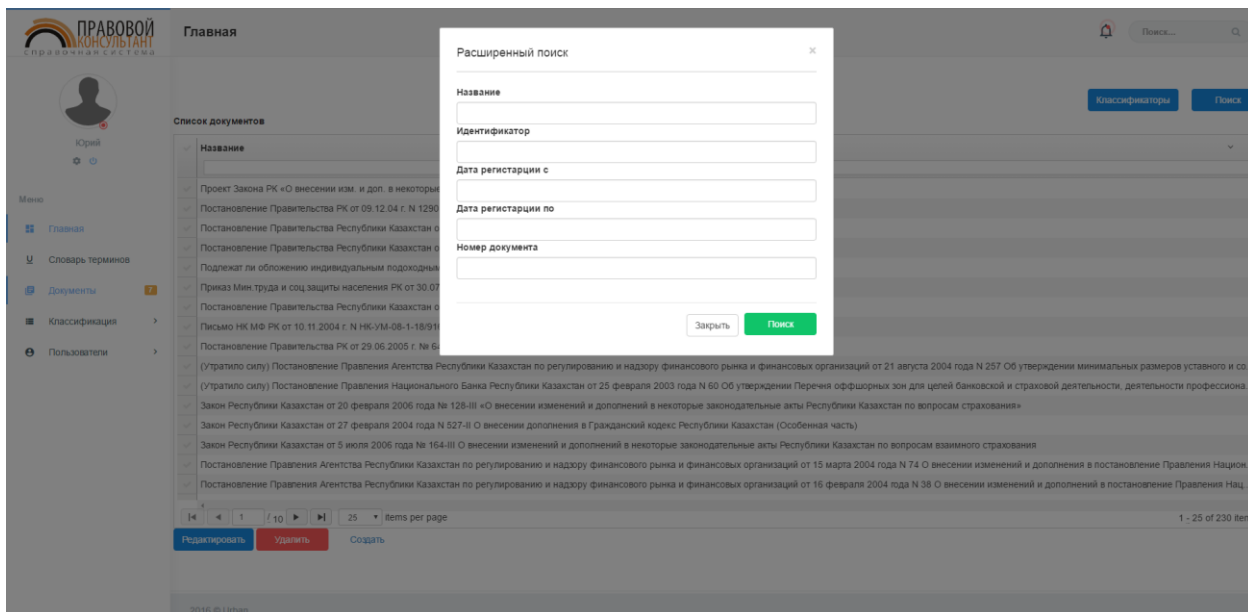 ПРАВОВОЙ
КОНСУЛЬТАНТ
справочная система
Главная
Поиск...
Юрий
Меню
Главная
Словарь терминов
Документы 7
Классификация
Пользователи
Классификаторы
Поиск
Список документов
Название
Проект Закона РК «О внесении изм. и доп. в некоторые
Постановление Правительства РК от 09.12.04 г. N 1290
Постановление Правительства Республики Казахстан о
Постановление Правительства Республики Казахстан о
Подлежат ли обложению индивидуальным подоходным
Приказ Мин.труда и соц.защиты населения РК от 30.07
Постановление Правительства Республики Казахстан о
Письмо НК МФ РК от 10.11.2004 г. N НК-УМ-08-1-18/910
Постановление Правительства РК от 29.06.2005 г. № 64
(Утратило силу) Постановление Правления Агентства Республики Казахстан по регулированию и надзору финансового рынка и финансовых организаций от 21 августа 2004 года N 257 Об утверждении минимальных размеров уставного и со
(Утратило силу) Постановление Правления Национального Банка Республики Казахстан от 25 февраля 2003 года N 60 Об утверждении Перечня оффшорных зон для целей банковской и страховой деятельности, деятельности профессиона...
Закон Республики Казахстан от 20 февраля 2006 года № 128-III «О внесении изменений и дополнений в некоторые законодательные акты Республики Казахстан по вопросам страхования»
Закон Республики Казахстан от 27 февраля 2004 года N 527-II О внесении дополнения в Гражданский кодекс Республики Казахстан (Особенная часть)
Закон Республики Казахстан от 5 июля 2006 года № 164-III О внесении изменений и дополнений в некоторые законодательные акты Республики Казахстан по вопросам взаимного страхования
Постановление Правления Агентства Республики Казахстан по регулированию и надзору финансового рынка и финансовых организаций от 15 марта 2004 года N 74 О внесении изменений и дополнения в постановление Правления Национ...
Постановление Правления Агентства Республики Казахстан по регулированию и надзору финансового рынка и финансовых организаций от 16 февраля 2004 года N 38 О внесении изменений и дополнений в постановление Правления Нац...
1 / 10 25 items per page
1 - 25 of 230 iter
Редактировать
Удалить
Создать
2016 © Urban
Расширенный поиск ×
Название
Идентификатор
Дата регистарции с
Дата регистарции по
Номер документа
Закрыть
Поиск